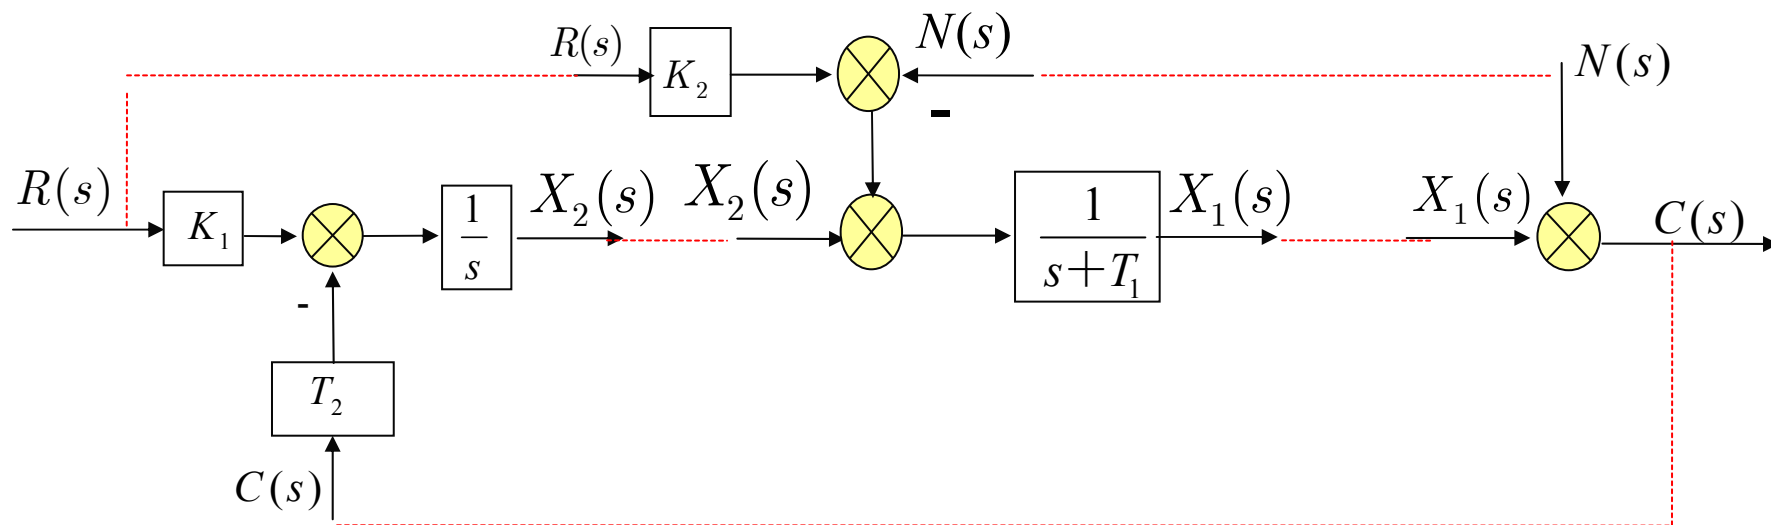 R(s)
K₂
N(s)
N(s)
-
R(s)
K₁
1/s
X₂(s)
X₂(s)
1/(s+T₁)
X₁(s)
X₁(s)
C(s)
-
T₂
C(s)